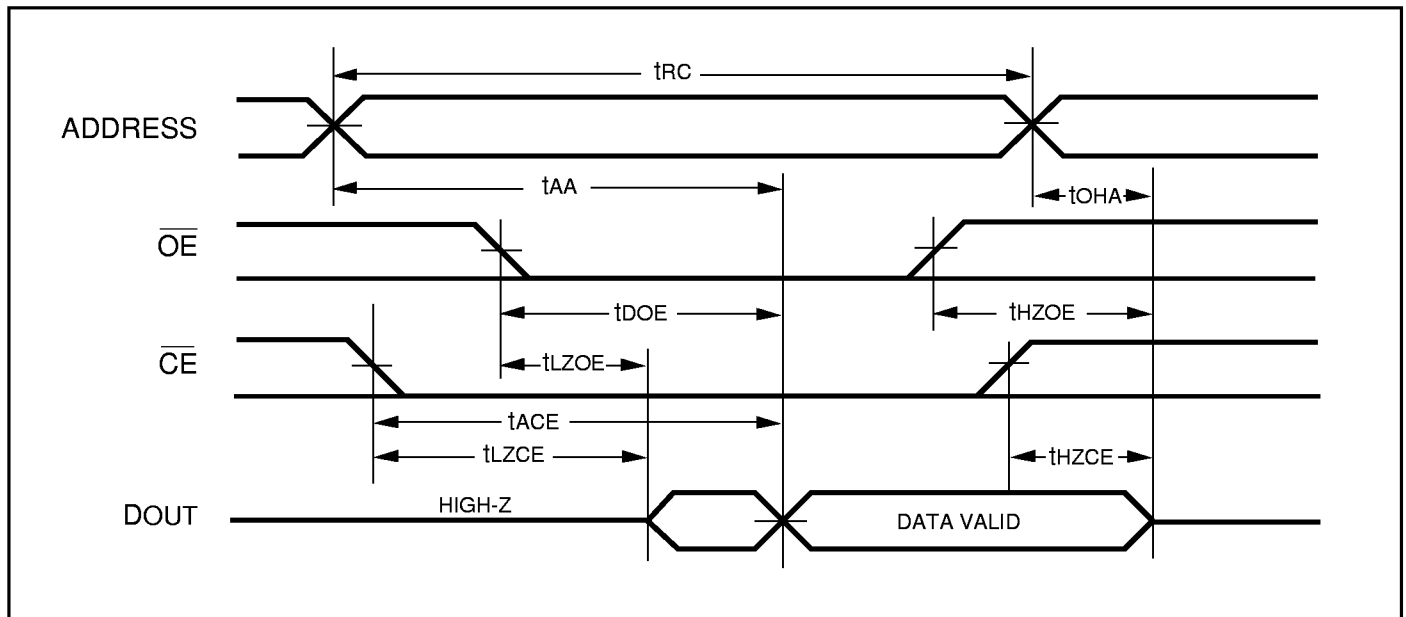 tRC
ADDRESS
tAA
tOHA
OE
tDOE
tHZOE
CE
tLZOE
tACE
tLZCE
tHZCE
DOUT
HIGH-Z
DATA VALID